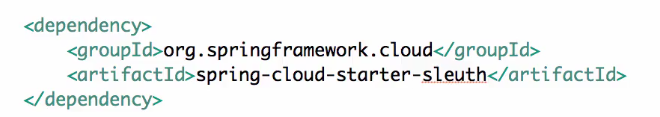 <dependency>
<groupId>org.springframework.cloud</groupId>
<artifactId>spring-cloud-starter-sleuth</artifactId>
</dependency>